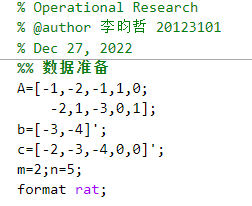 % Operational Research
% @author 李昀哲 20123101
% Dec 27, 2022
%% 数据准备
A=[-1,-2,-1,1,0;
-2,1,-3,0,1];
b=[-3,-4]';
c=[-2,-3,-4,0,0]';
m=2;n=5;
format rat;